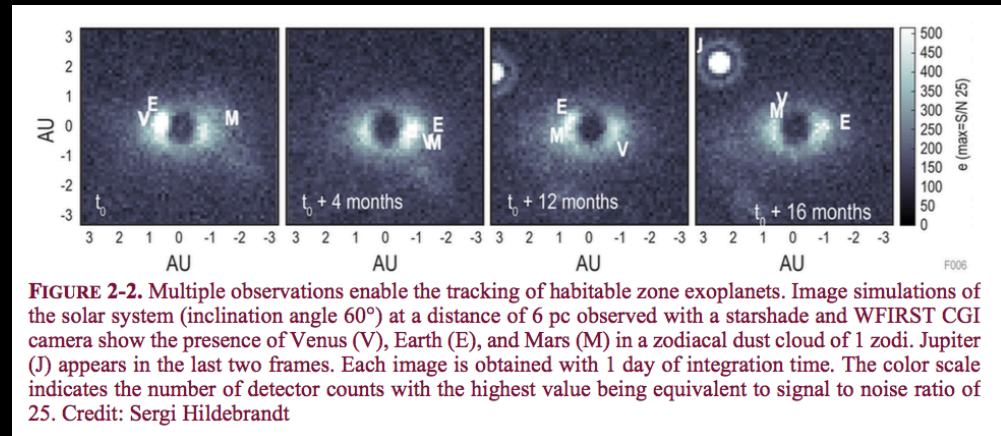 3
2
1
0
-1
-2
-3
AU
V E M
t₀
E
VM
t₀ + 4 months
E
M V
t₀ + 12 months
J
V
M E
t₀ + 16 months
500
450
400
350
300
250
200
150
100
50
0
e (max=S/N 25)
3 2 1 0 -1 -2 -3 3 2 1 0 -1 -2 -3 3 2 1 0 -1 -2 -3 3 2 1 0 -1 -2 -3
AU AU AU AU
F006
FIGURE 2-2. Multiple observations enable the tracking of habitable zone exoplanets. Image simulations of
the solar system (inclination angle 60°) at a distance of 6 pc observed with a starshade and WFIRST CGI
camera show the presence of Venus (V), Earth (E), and Mars (M) in a zodiacal dust cloud of 1 zodi. Jupiter
(J) appears in the last two frames. Each image is obtained with 1 day of integration time. The color scale
indicates the number of detector counts with the highest value being equivalent to signal to noise ratio of
25. Credit: Sergi Hildebrandt